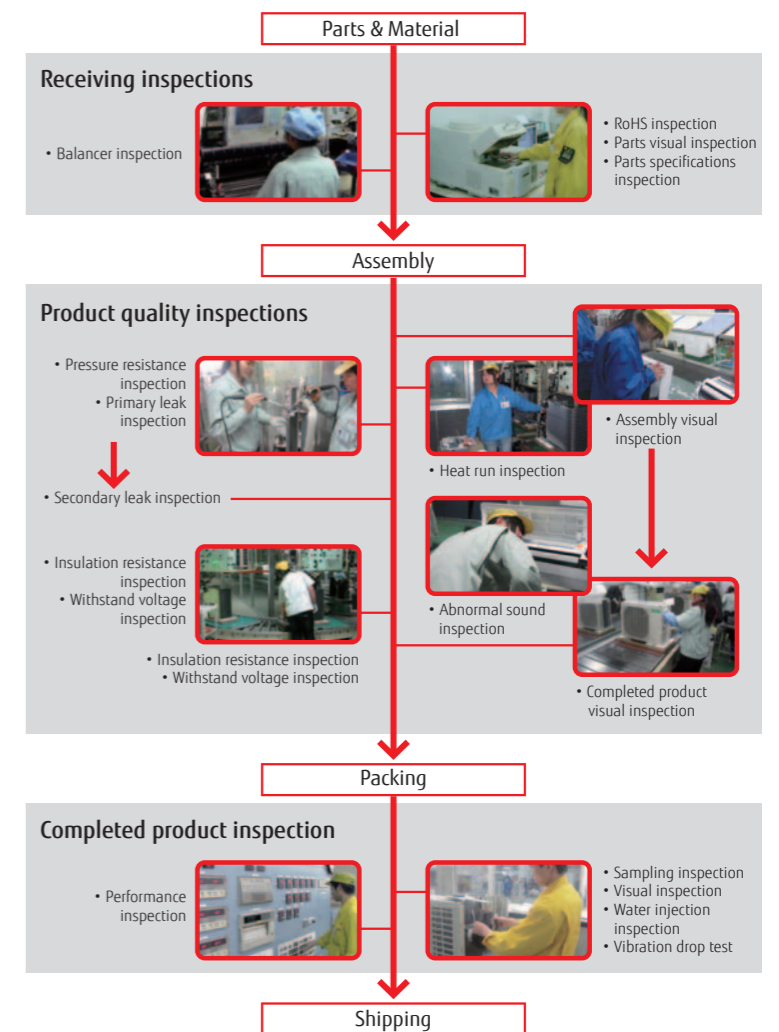 Parts & Material
Receiving inspections
• Balancer inspection
• RoHS inspection
• Parts visual inspection
• Parts specifications
inspection
Assembly
Product quality inspections
• Pressure resistance
inspection
• Primary leak
inspection
• Secondary leak inspection
• Heat run inspection
• Assembly visual
inspection
• Insulation resistance
inspection
• Withstand voltage
inspection
• Insulation resistance inspection
• Withstand voltage inspection
• Abnormal sound
inspection
• Completed product
visual inspection
Packing
Completed product inspection
• Performance
inspection
• Sampling inspection
• Visual inspection
• Water injection
inspection
• Vibration drop test
Shipping